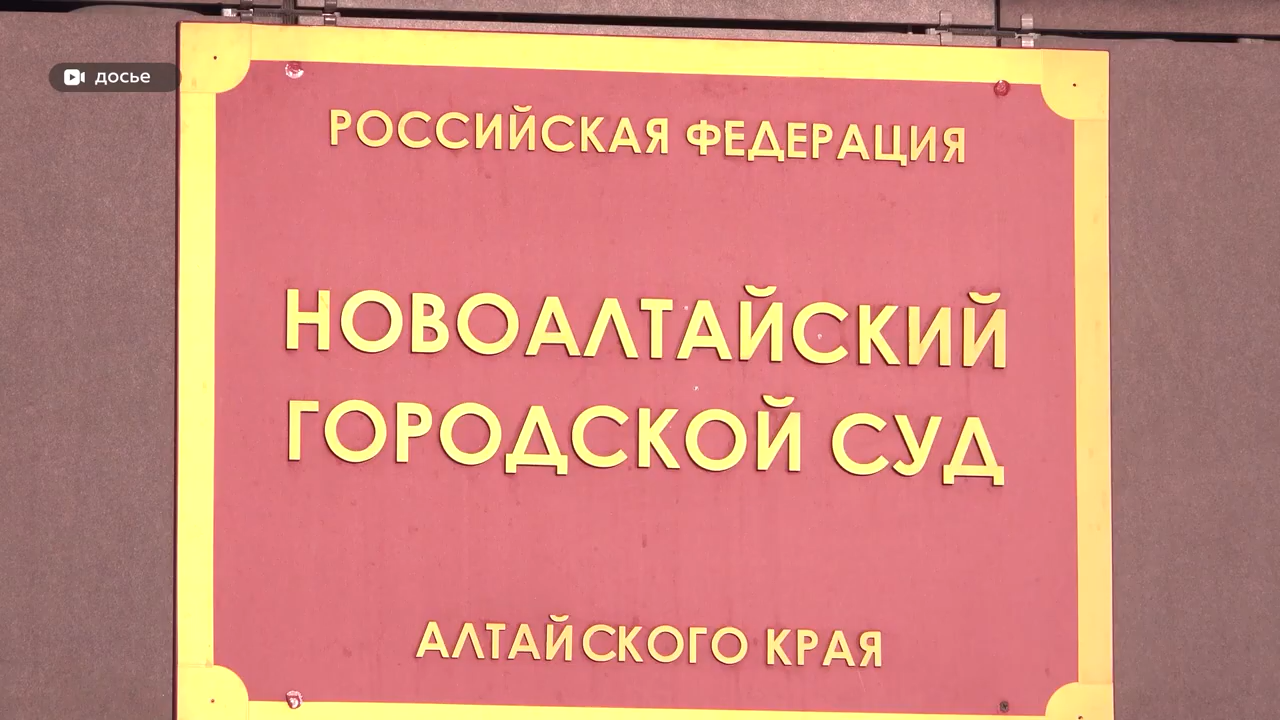 досье
РОССИЙСКАЯ ФЕДЕРАЦИЯ
НОВОАЛТАЙСКИЙ
ГОРОДСКОЙ СУД
АЛТАЙСКОГО КРАЯ